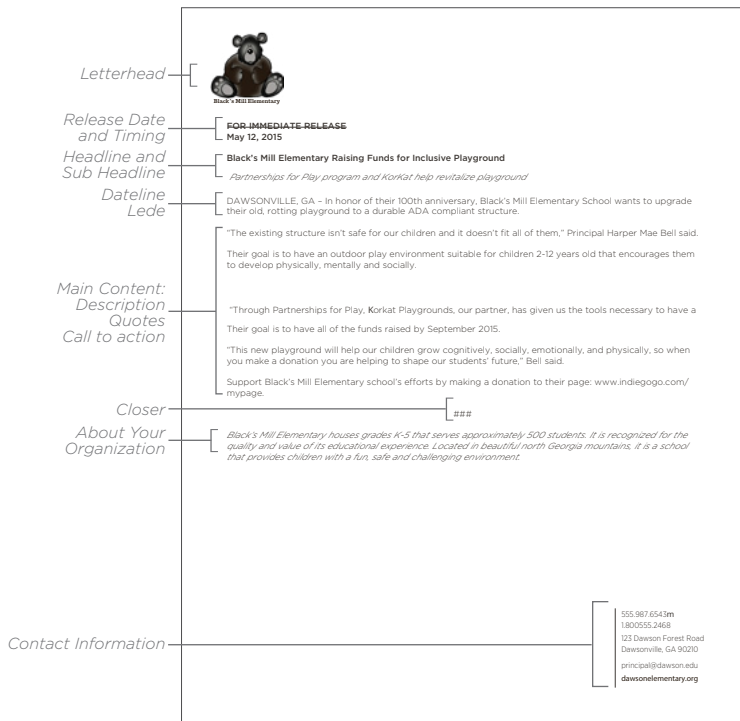 Letterhead
Black's Mill Elementary
Release Date
and Timing
FOR IMMEDIATE RELEASE
May 12, 2015
Headline and
Sub Headline
Black's Mill Elementary Raising Funds for Inclusive Playground
Partnerships for Play program and KorKat help revitalize playground
Dateline
Lede
DAWSONVILLE, GA – In honor of their 100th anniversary, Black's Mill Elementary School wants to upgrade
their old, rotting playground to a durable ADA compliant structure.
Main Content:
Description
Quotes
Call to action
"The existing structure isn't safe for our children and it doesn't fit all of them," Principal Harper Mae Bell said.
Their goal is to have an outdoor play environment suitable for children 2-12 years old that encourages them
to develop physically, mentally and socially.
"Through Partnerships for Play, Korkat Playgrounds, our partner, has given us the tools necessary to have a
Their goal is to have all of the funds raised by September 2015.
"This new playground will help our children grow cognitively, socially, emotionally, and physically, so when
you make a donation you are helping to shape our students' future," Bell said.
Support Black's Mill Elementary school's efforts by making a donation to their page: www.indiegogo.com/
mypage.
Closer
###
About Your
Organization
Black's Mill Elementary houses grades K-5 that serves approximately 500 students. It is recognized for the
quality and value of its educational experience. Located in beautiful north Georgia mountains, it is a school
that provides children with a fun, safe and challenging environment.
Contact Information
555.987.6543m
1.800555.2468
123 Dawson Forest Road
Dawsonville, GA 90210
principal@dawson.edu
dawsonelementary.org